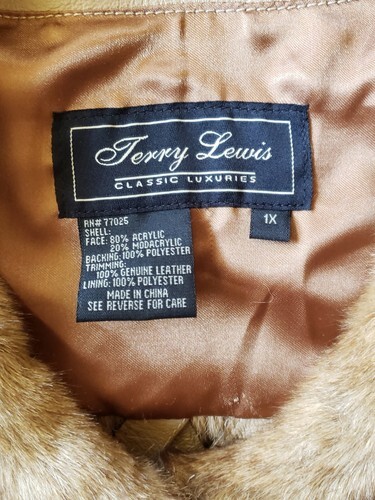 Terry Lewis
CLASSIC LUXURIES
1X
RN# 77025
SHELL:
FACE: 80% ACRYLIC
20% MODACRYLIC
BACKING: 100% POLYESTER
TRIMMING:
100% GENUINE LEATHER
LINING: 100% POLYESTER
MADE IN CHINA
SEE REVERSE FOR CARE